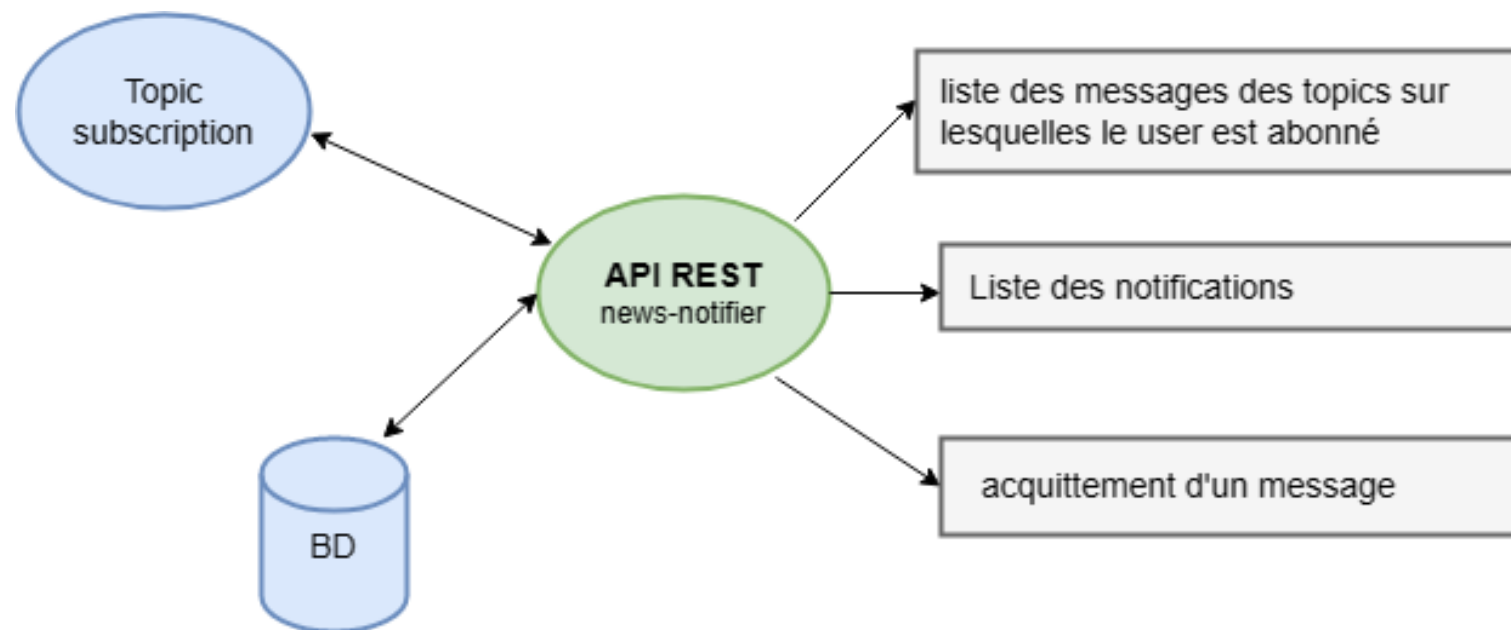 Topic
subscription
liste des messages des topics sur
lesquelles le user est abonné
API REST
news-notifier
Liste des notifications
acquittement d'un message
BD